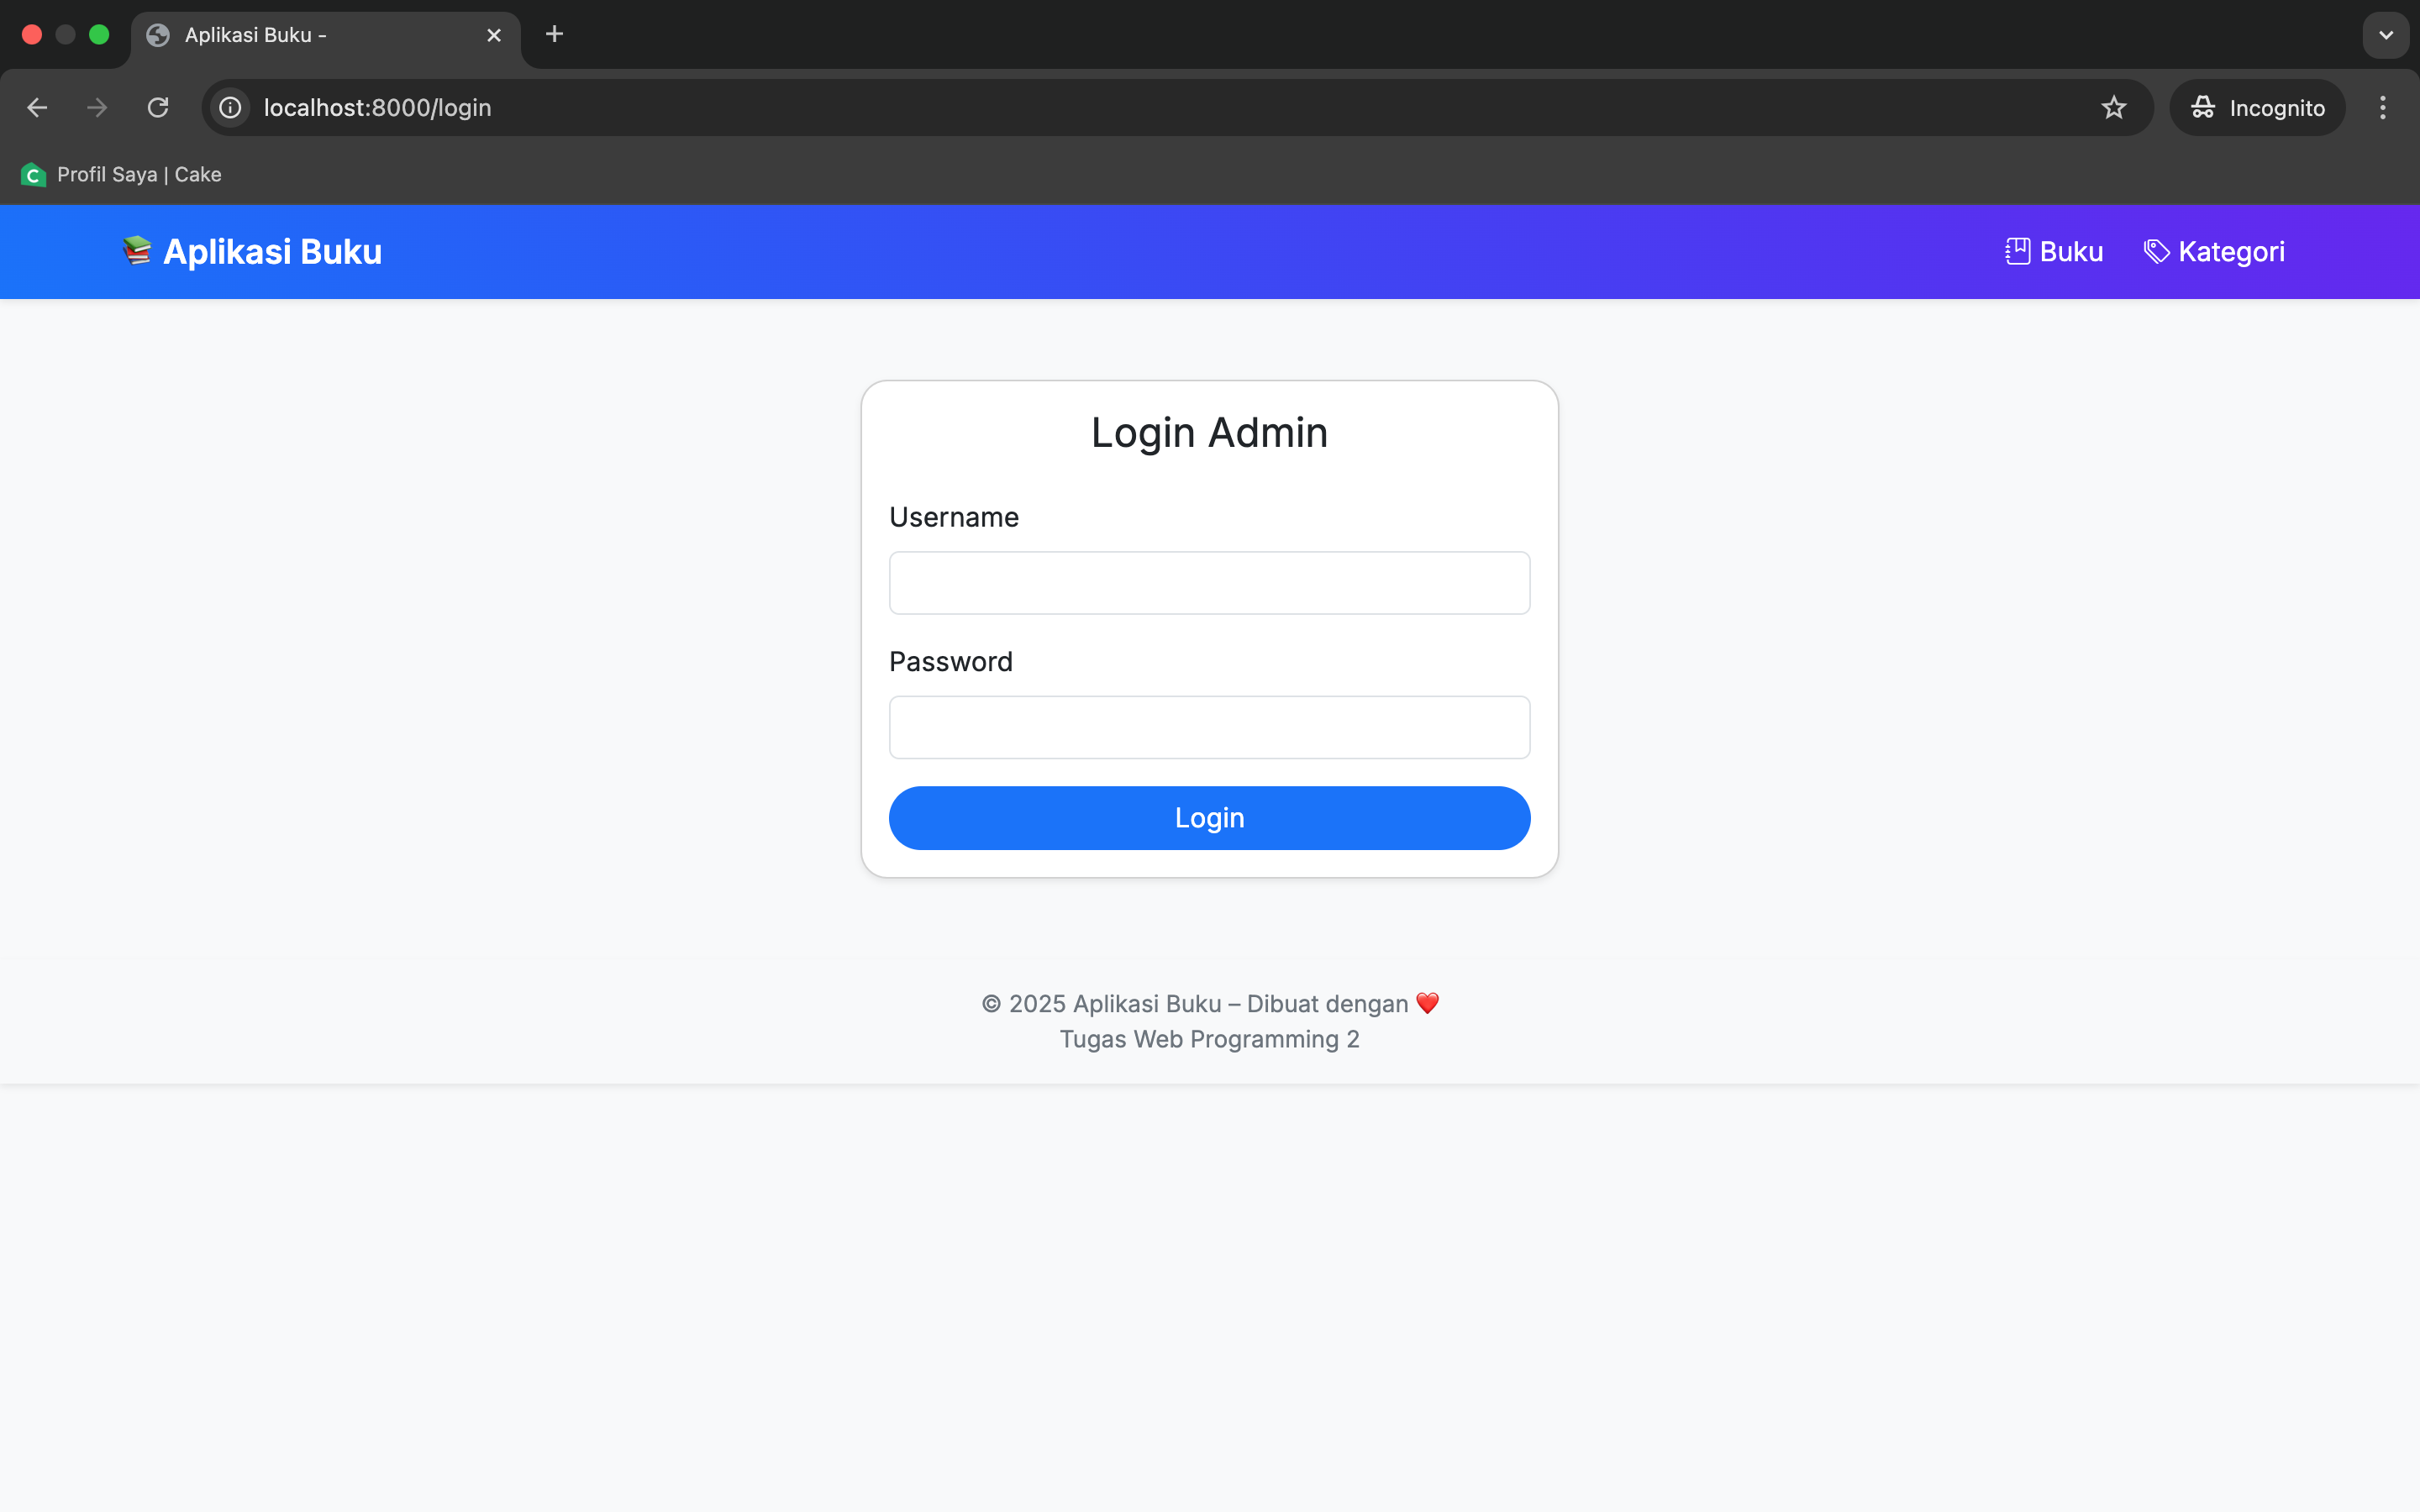 Aplikasi Buku -
localhost:8000/login
Incognito
Profil Saya | Cake
📚 Aplikasi Buku
Buku
Kategori
Login Admin
Username
Password
Login
© 2025 Aplikasi Buku – Dibuat dengan ❤️
Tugas Web Programming 2